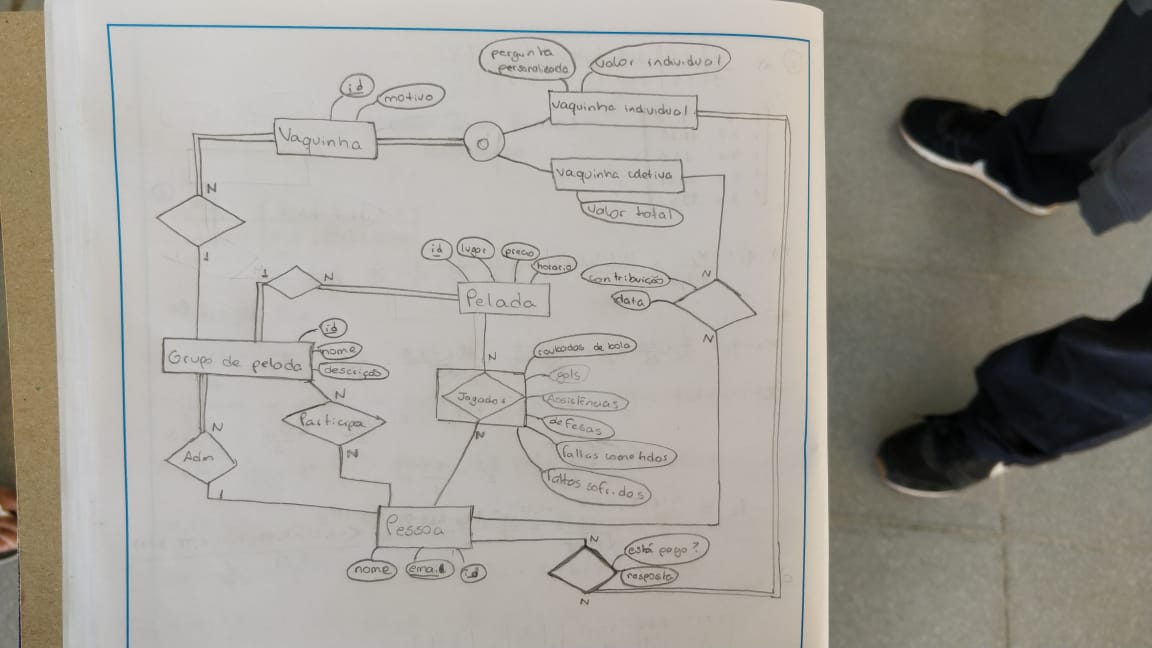 pergunta
personalizada
valor individual
id
motivo
Vaquinha
O
vaquinha individual
vaquinha coletiva
valor total
N
1
id
lugar
preço
horario
Pelada
1
N
contribuição
data
N
N
Grupo de pelada
id
nome
descrição
N
Participa
N
N
Jogador
N
roubadas de bola
gols
Assistências
defesas
faltas cometidas
faltas sofridas
N
Adm
1
Pessoa
nome
email
id
N
está pago?
resposta
N